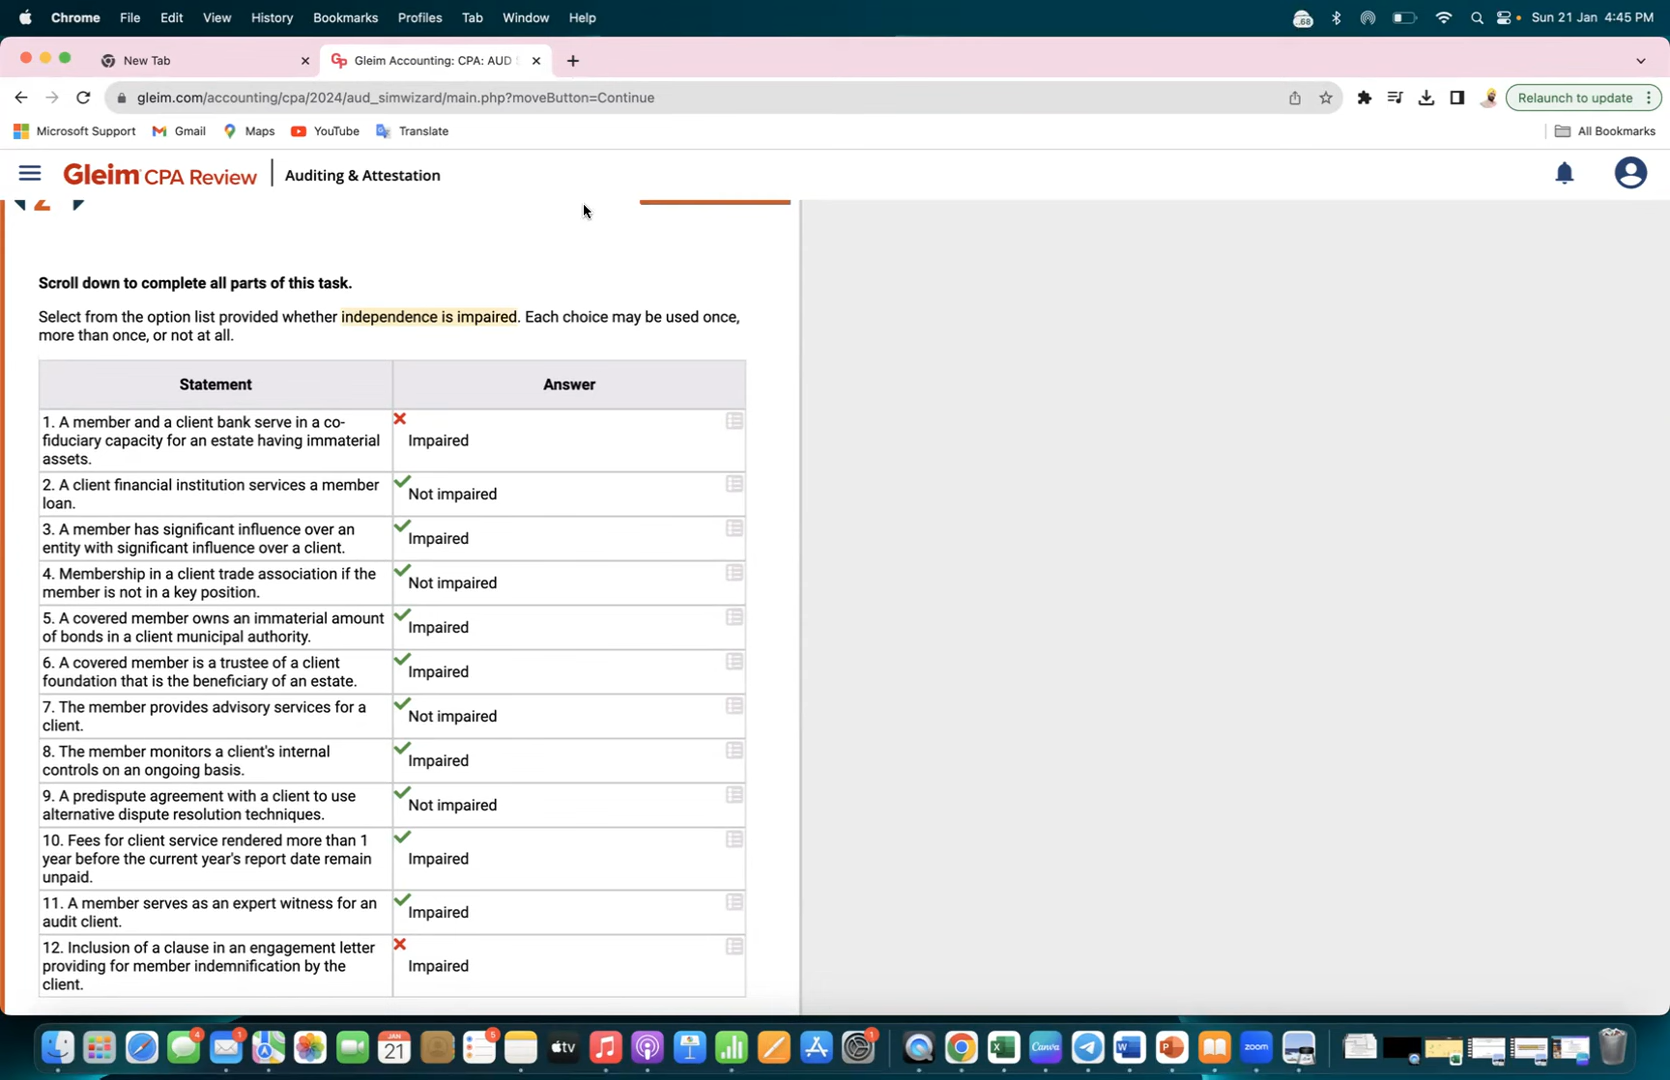 Chrome File Edit View History Bookmarks Profiles Tab Window Help
68
Sun 21 Jan 4:45 PM
New Tab
Gleim Accounting: CPA: AUD
gleim.com/accounting/cpa/2024/aud_simwizard/main.php?moveButton=Continue
Relaunch to update
Microsoft Support Gmail Maps YouTube Translate
All Bookmarks
Gleim CPA Review Auditing & Attestation
2
Scroll down to complete all parts of this task.
Select from the option list provided whether independence is impaired. Each choice may be used once,
more than once, or not at all.
Statement
Answer
1. A member and a client bank serve in a co-
fiduciary capacity for an estate having immaterial
assets.
Impaired
2. A client financial institution services a member
loan.
Not impaired
3. A member has significant influence over an
entity with significant influence over a client.
Impaired
4. Membership in a client trade association if the
member is not in a key position.
Not impaired
5. A covered member owns an immaterial amount
of bonds in a client municipal authority.
Impaired
6. A covered member is a trustee of a client
foundation that is the beneficiary of an estate.
Impaired
7. The member provides advisory services for a
client.
Not impaired
8. The member monitors a client's internal
controls on an ongoing basis.
Impaired
9. A predispute agreement with a client to use
alternative dispute resolution techniques.
Not impaired
10. Fees for client service rendered more than 1
year before the current year's report date remain
unpaid.
Impaired
11. A member serves as an expert witness for an
audit client.
Impaired
12. Inclusion of a clause in an engagement letter
providing for member indemnification by the
client.
Impaired
4
1
JAN
21
5
tv
1
Canva
zoom